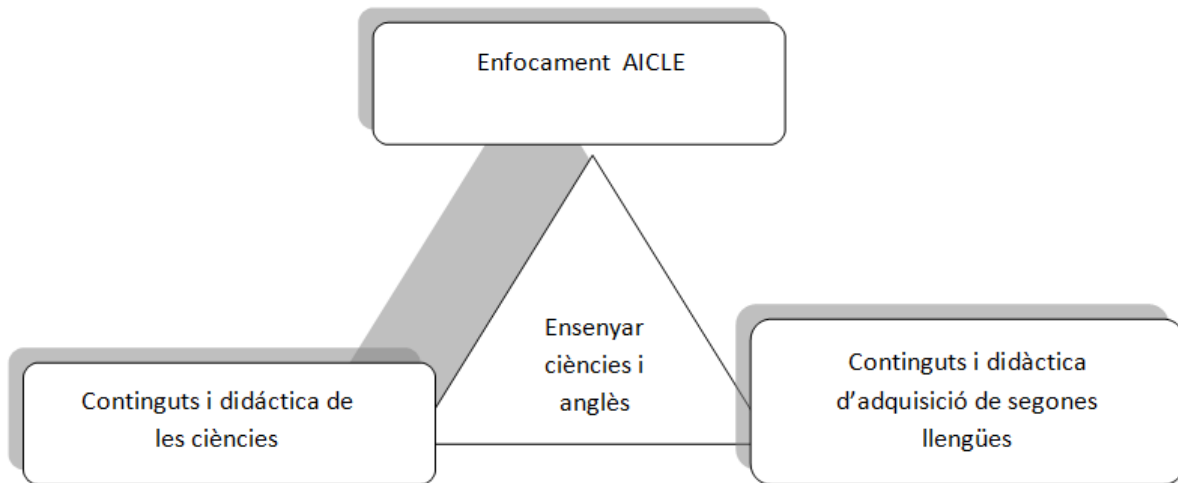 Enfocament AICLE
Ensenyar
ciències i
anglès
Continguts i didáctica de
les ciències
Continguts i didàctica
d’adquisició de segones
llengües